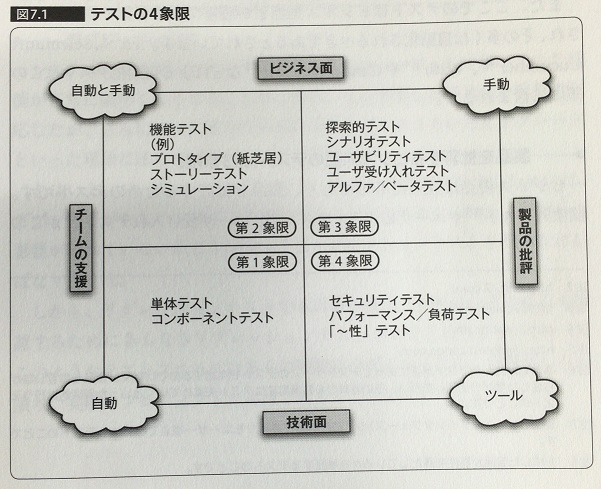 図7.1 テストの4象限
ビジネス面
自動と手動
手動
機能テスト
(例)
プロトタイプ(紙芝居)
ストーリーテスト
シミュレーション
探索的テスト
シナリオテスト
ユーザビリティテスト
ユーザ受け入れテスト
アルファ/ベータテスト
チームの支援
製品の批評
第2象限
第3象限
第1象限
第4象限
単体テスト
コンポーネントテスト
セキュリティテスト
パフォーマンス/負荷テスト
「~性」テスト
自動
ツール
技術面